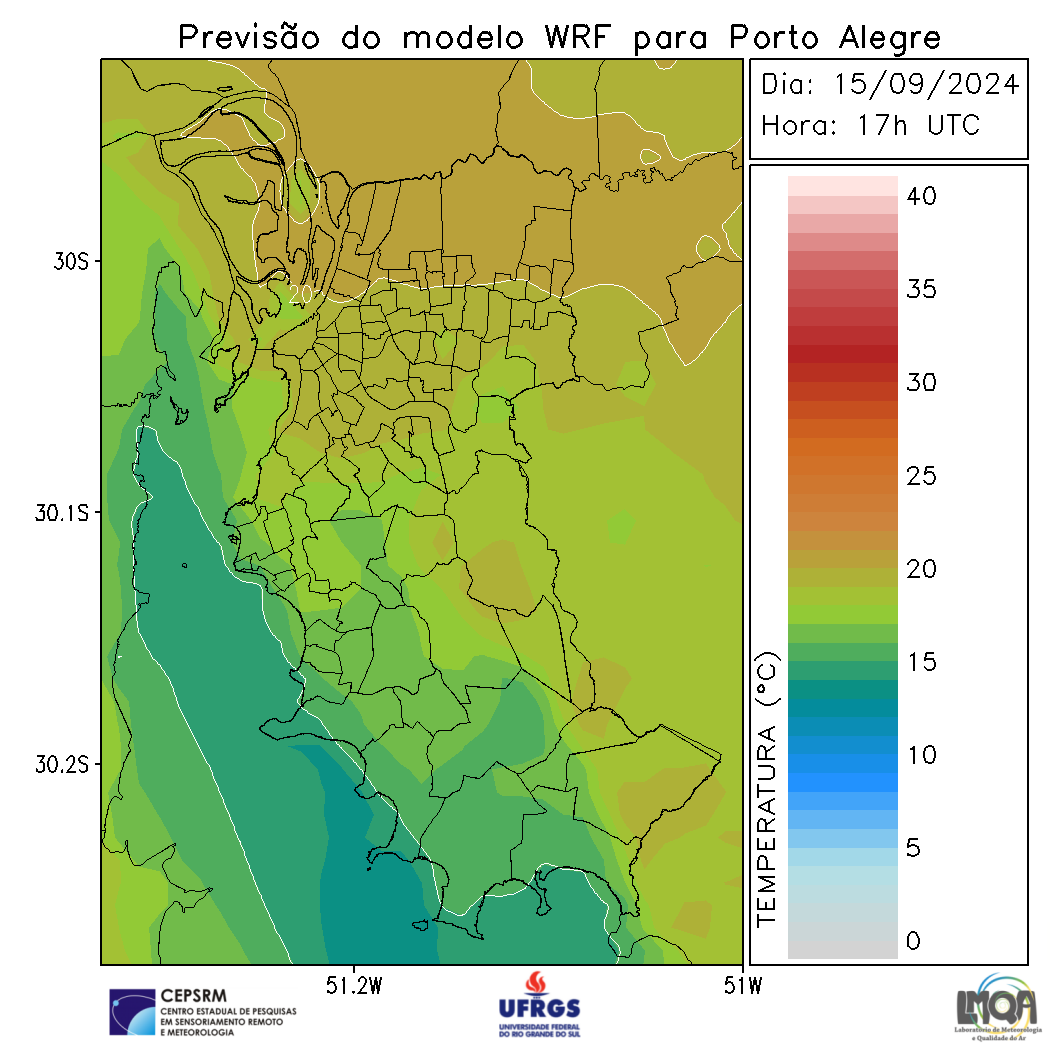 Previsão do modelo WRF para Porto Alegre
Dia: 15/09/2024
Hora: 17h UTC
40
35
30
25
20
15
10
5
0
TEMPERATURA (°C)
30S
30.1S
30.2S
20
51.2W
51W
CEPSRM
CENTRO ESTADUAL DE PESQUISAS
EM SENSORIAMENTO REMOTO
E METEOROLOGIA
UFRGS
UNIVERSIDADE FEDERAL
DO RIO GRANDE DO SUL
LMQA
Laboratório de Meteorologia
e Qualidade do Ar